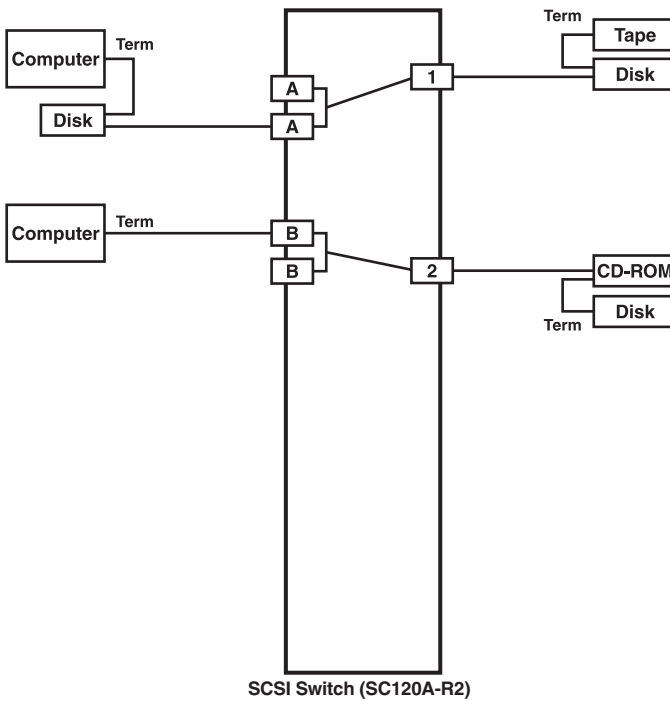 Term
Tape
Computer
Term
1
Disk
A
Disk
A
Computer
Term
B
B
2
CD-ROM
Disk
Term
SCSI Switch (SC120A-R2)